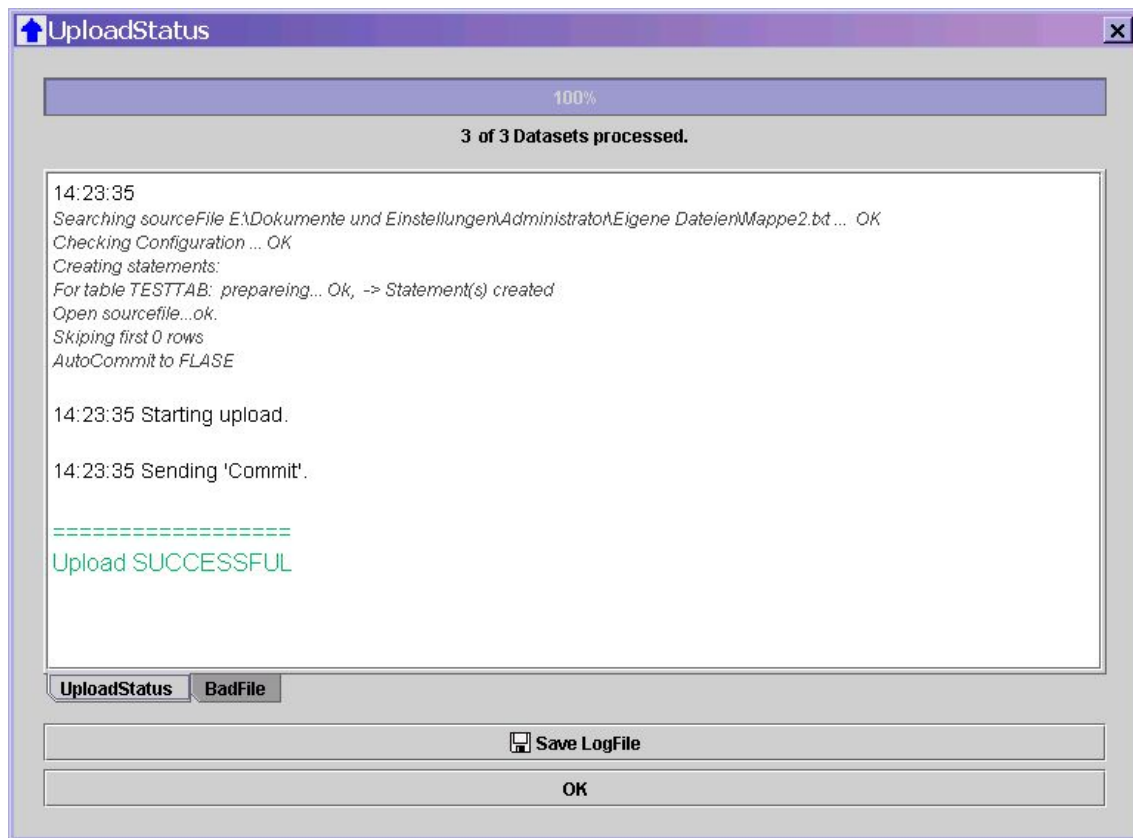 UploadStatus
100%
3 of 3 Datasets processed.
14:23:35
Searching sourceFile E:\Dokumente und Einstellungen\Administrator\Eigene Dateien\Mappe2.txt ... OK
Checking Configuration ... OK
Creating statements:
For table TESTTAB: prepareing... Ok, -> Statement(s) created
Open sourcefile...ok.
Skiping first 0 rows
AutoCommit to FLASE
14:23:35 Starting upload.
14:23:35 Sending 'Commit'.
==================
Upload SUCCESSFUL
UploadStatus BadFile
Save LogFile
OK